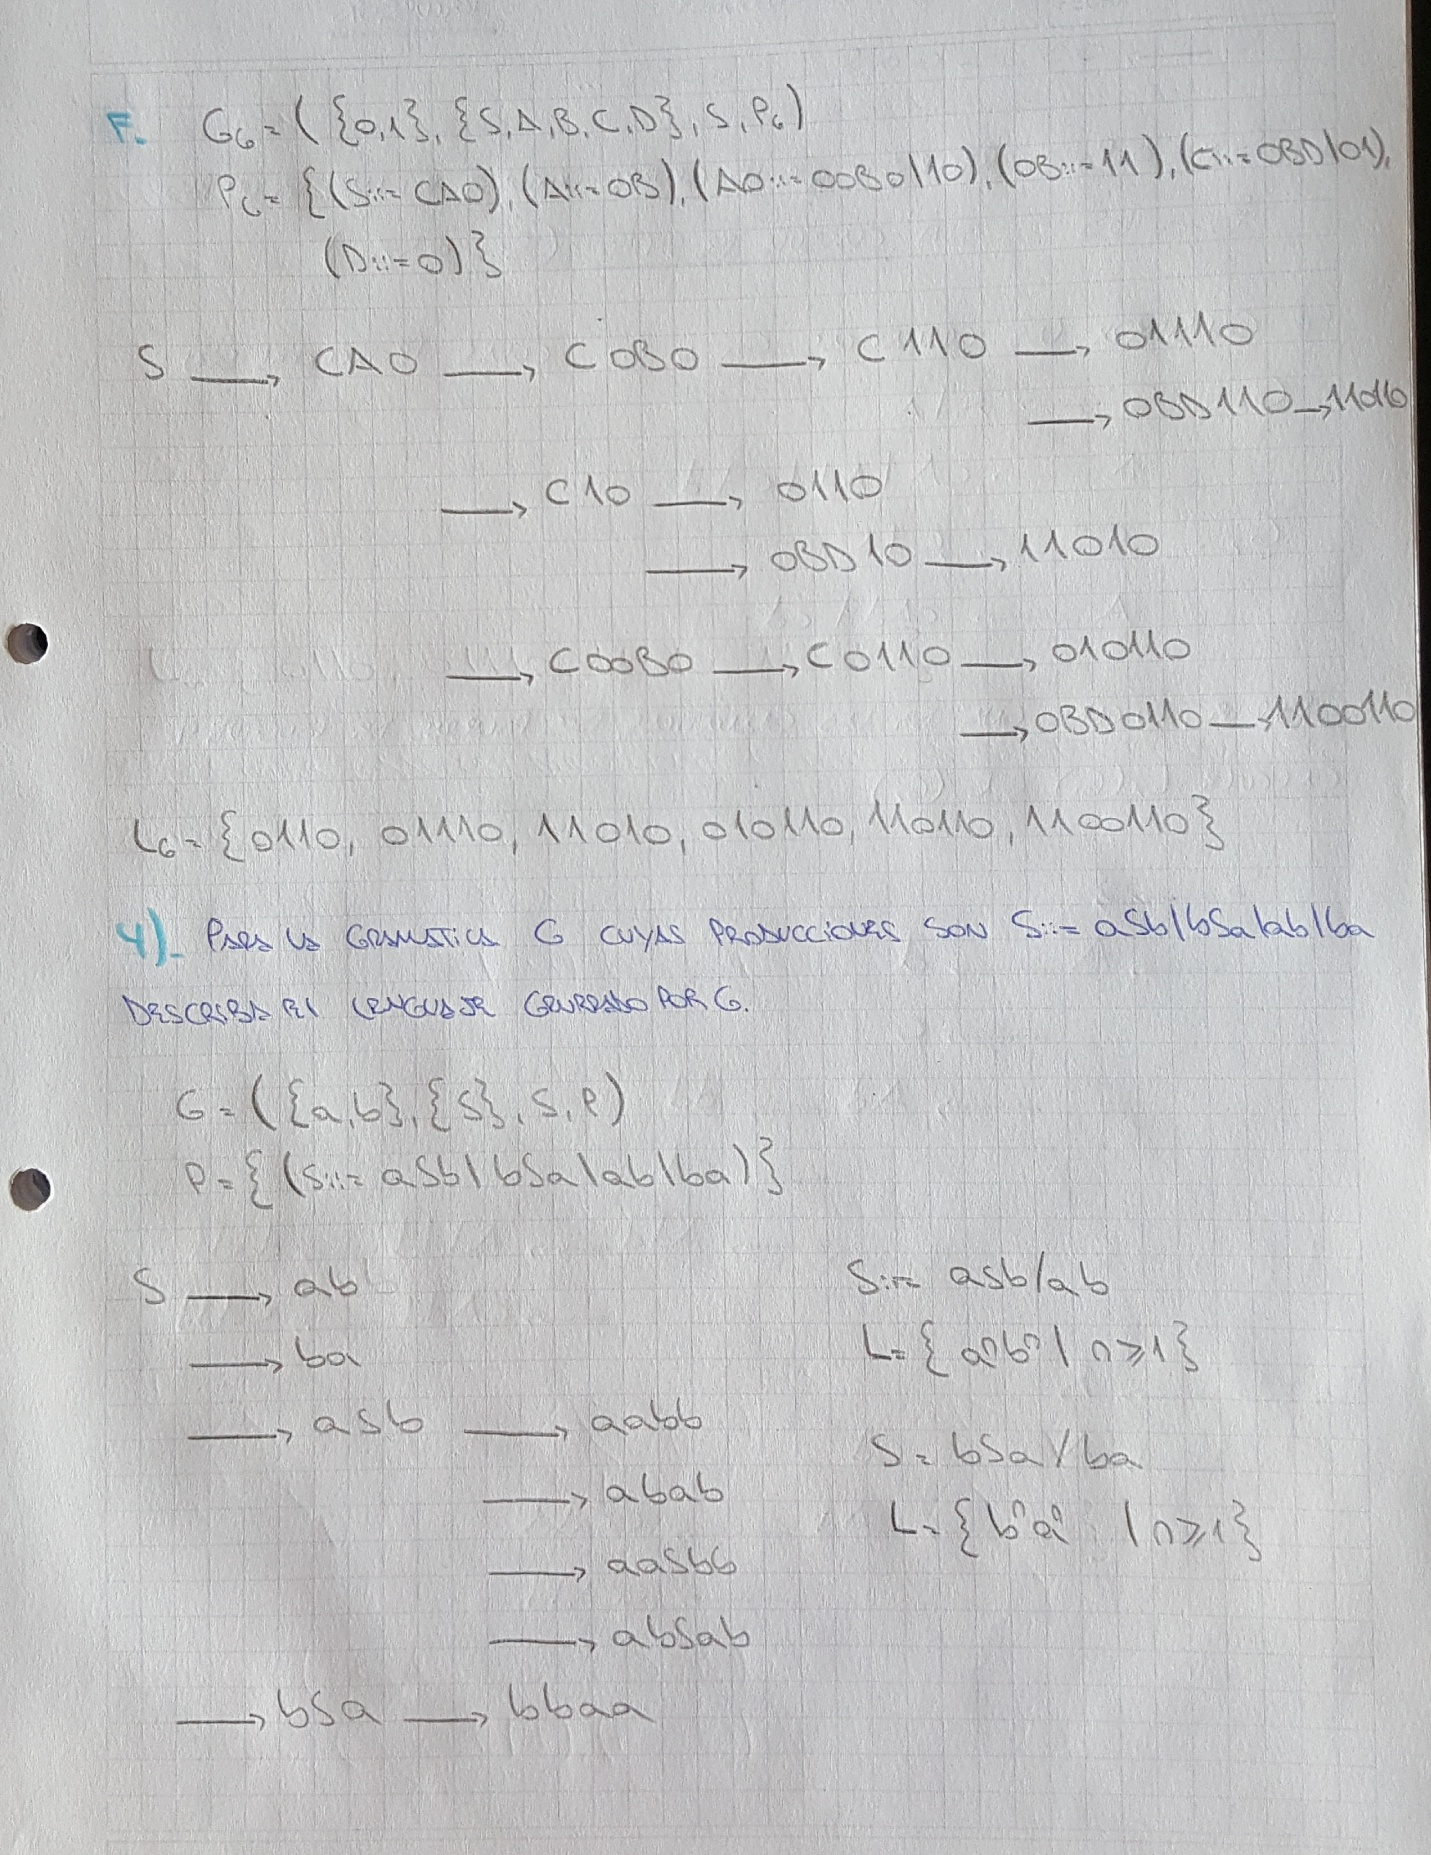 F. G₆ = ({0,1}, {S,A,B,C,D}, S, P₆)
P₆ = {(S::= CA0), (A::= 0B), (A0::= 00B0|10), (0B::= 11), (C::= 0BD|01),
(D::= 0)}
S → CA0 → C0B0 → C110 → 01110
→ 0BD110 → 110110
→ C10 → 0110
→ 0BD10 → 11010
→ C00B0 → C0110 → 010110
→ 0BD0110 → 1100110
L₆ = {0110, 01110, 11010, 010110, 110110, 1100110}
4). PARA LA GRAMATICA G CUYAS PRODUCCIONES SON S::= aSb|bSa|ab|ba
DESCRIBA EL LENGUAJE GENERADO POR G.
G = ({a,b}, {S}, S, P)
P = {(S::= aSb|bSa|ab|ba)}
S → ab
→ ba
→ aSb → aabb
→ abab
→ aaSbb
→ abSab
→ bSa → bbaa
S::= aSb/ab
L = {aⁿbⁿ | n≥1}
S = bSa/ba
L = {bⁿaⁿ | n≥1}